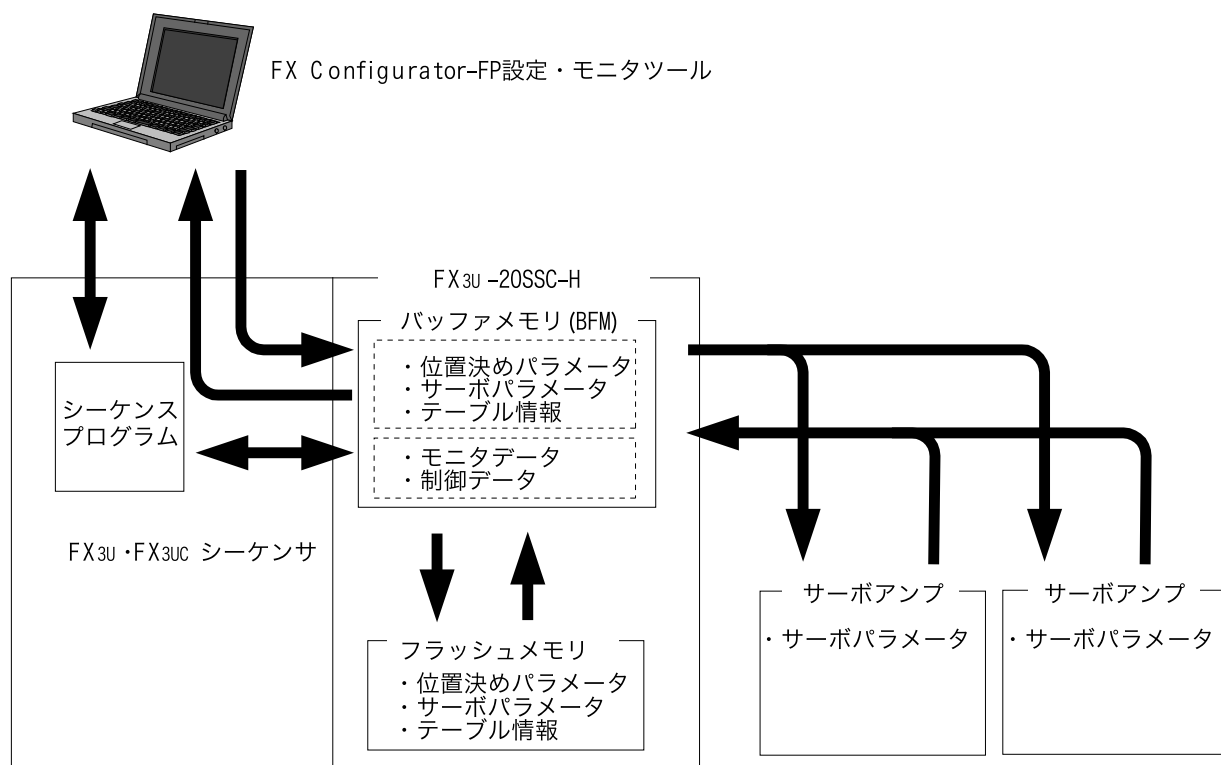 FX Configurator-FP設定・モニタツール
FX3U-20SSC-H
バッファメモリ(BFM)
・位置決めパラメータ
・サーボパラメータ
・テーブル情報
・モニタデータ
・制御データ
シーケンス
プログラム
FX3U・FX3UC シーケンサ
フラッシュメモリ
・位置決めパラメータ
・サーボパラメータ
・テーブル情報
サーボアンプ
・サーボパラメータ
サーボアンプ
・サーボパラメータ